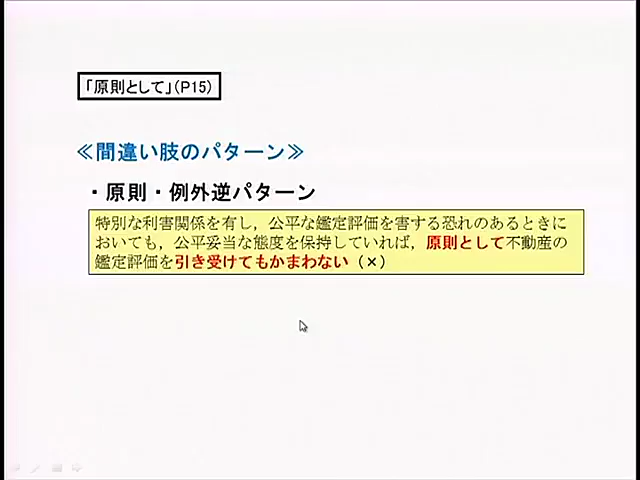 「原則として」（P15）
≪間違い肢のパターン≫
・原則・例外逆パターン
特別な利害関係を有し，公平な鑑定評価を害する恐れのあるときに
おいても，公平妥当な態度を保持していれば，原則として不動産の
鑑定評価を引き受けてもかまわない（×）